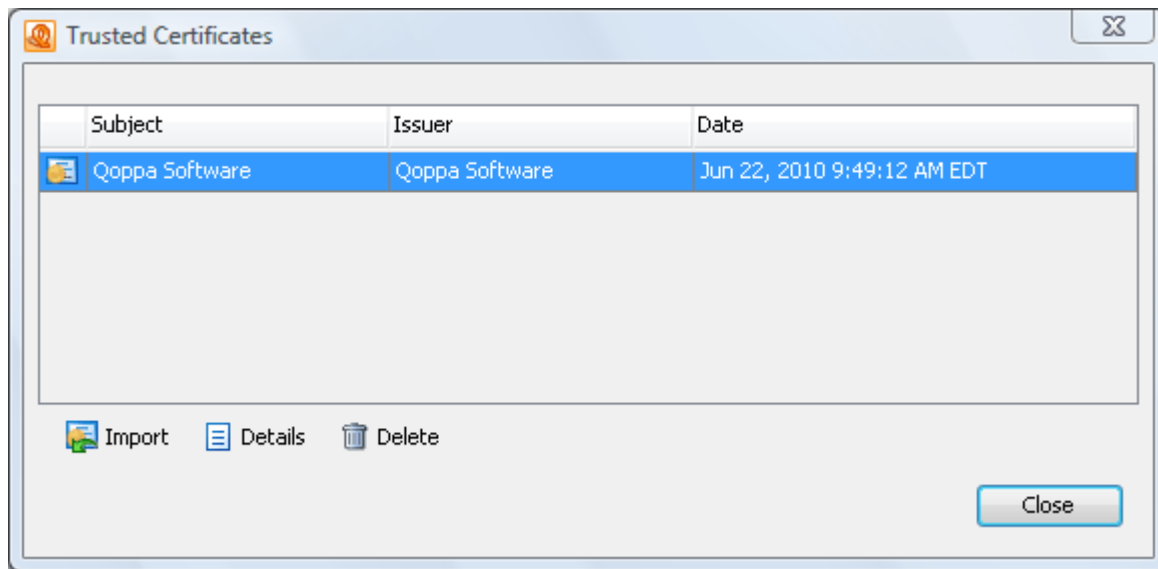 Trusted Certificates
Subject Issuer Date
Qoppa Software Qoppa Software Jun 22, 2010 9:49:12 AM EDT
Import Details Delete
Close